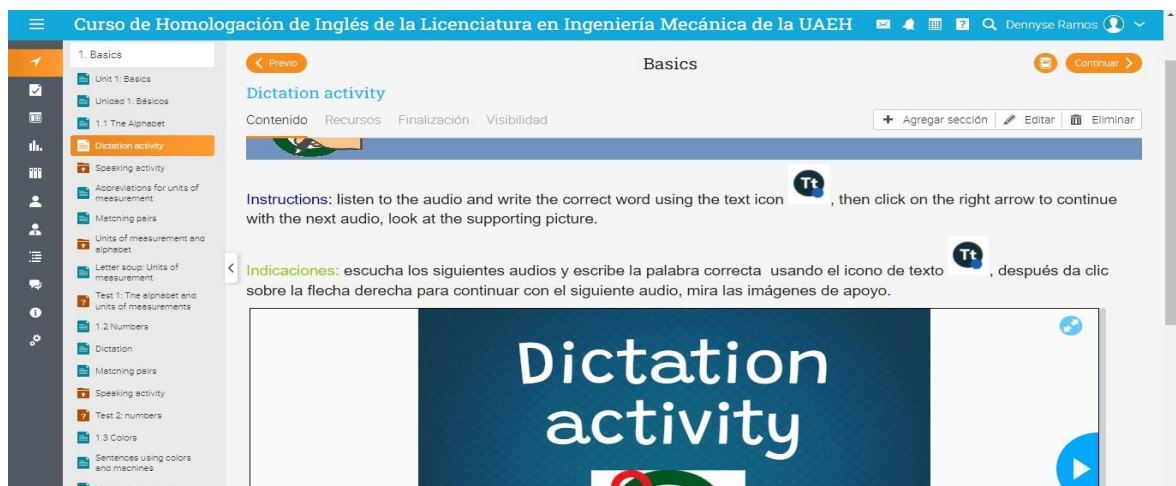 Curso de Homologación de Inglés de la Licenciatura en Ingeniería Mecánica de la UAEH
Dennyse Ramos
1. Basics
Unit 1: Basics
Unidad 1: Básicos
1.1 The Alphabet
Dictation activity
Speaking activity
Abbreviations for units of
measurement
Matching pairs
Units of measurement and
alphabet
Letter soup: Units of
measurement
Test 1: The alphabet and
units of measurements
1.2 Numbers
Dictation
Matching pairs
Speaking activity
Test 2: numbers
1.3 Colors
Sentences using colors
and machines
Previo
Basics
Continuar
Dictation activity
Contenido Recursos Finalización Visibilidad
Agregar sección Editar Eliminar
Instructions: listen to the audio and write the correct word using the text icon Tt , then click on the right arrow to continue
with the next audio, look at the supporting picture.
Indicaciones: escucha los siguientes audios y escribe la palabra correcta usando el icono de texto Tt , después da clic
sobre la flecha derecha para continuar con el siguiente audio, mira las imágenes de apoyo.
Dictation
activity